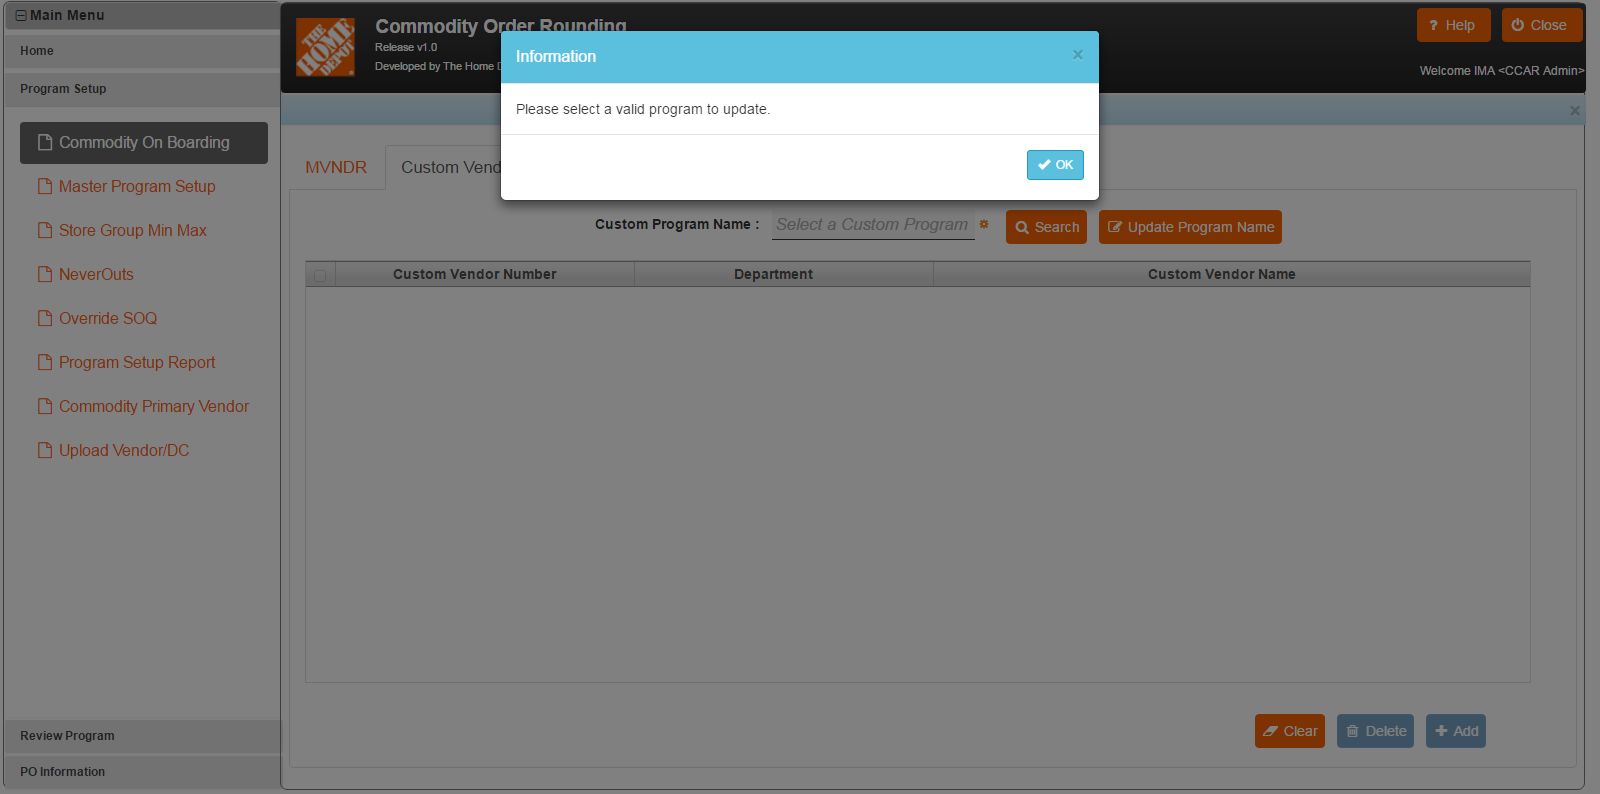 Main Menu
Home
Program Setup
Commodity On Boarding
Master Program Setup
Store Group Min Max
NeverOuts
Override SOQ
Program Setup Report
Commodity Primary Vendor
Upload Vendor/DC
Review Program
PO Information
THE
HOME
DEPOT
Commodity Order Rounding
Release v1.0
Developed by The Home D
? Help
Close
Welcome IMA <CCAR Admin>
×
Information
×
Please select a valid program to update.
OK
MVNDR
Custom Vend
Custom Program Name :
Select a Custom Program
Search
Update Program Name
Custom Vendor Number
Department
Custom Vendor Name
Clear
Delete
Add